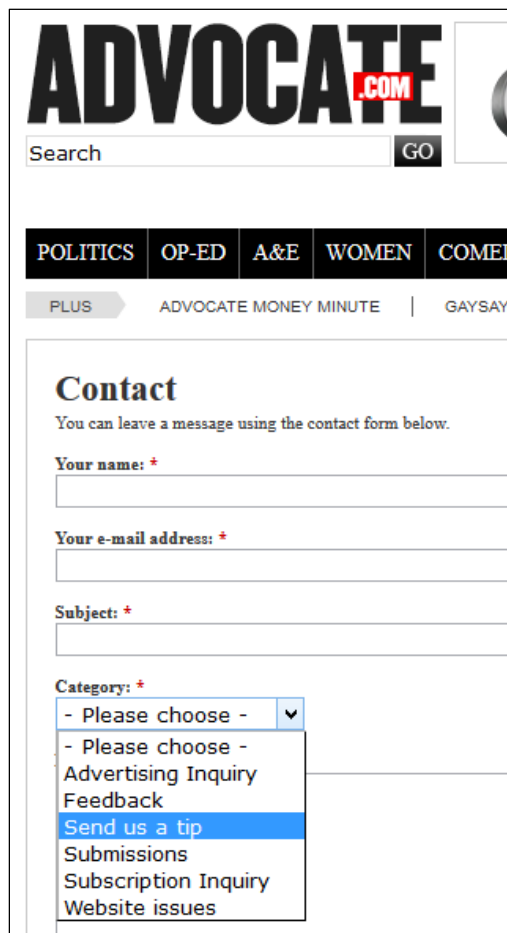 ADVOCATE
.COM
Search GO
POLITICS OP-ED A&E WOMEN COME
PLUS ADVOCATE MONEY MINUTE | GAYSAY
Contact
You can leave a message using the contact form below.
Your name: *
Your e-mail address: *
Subject: *
Category: *
- Please choose -
- Please choose -
Advertising Inquiry
Feedback
Send us a tip
Submissions
Subscription Inquiry
Website issues